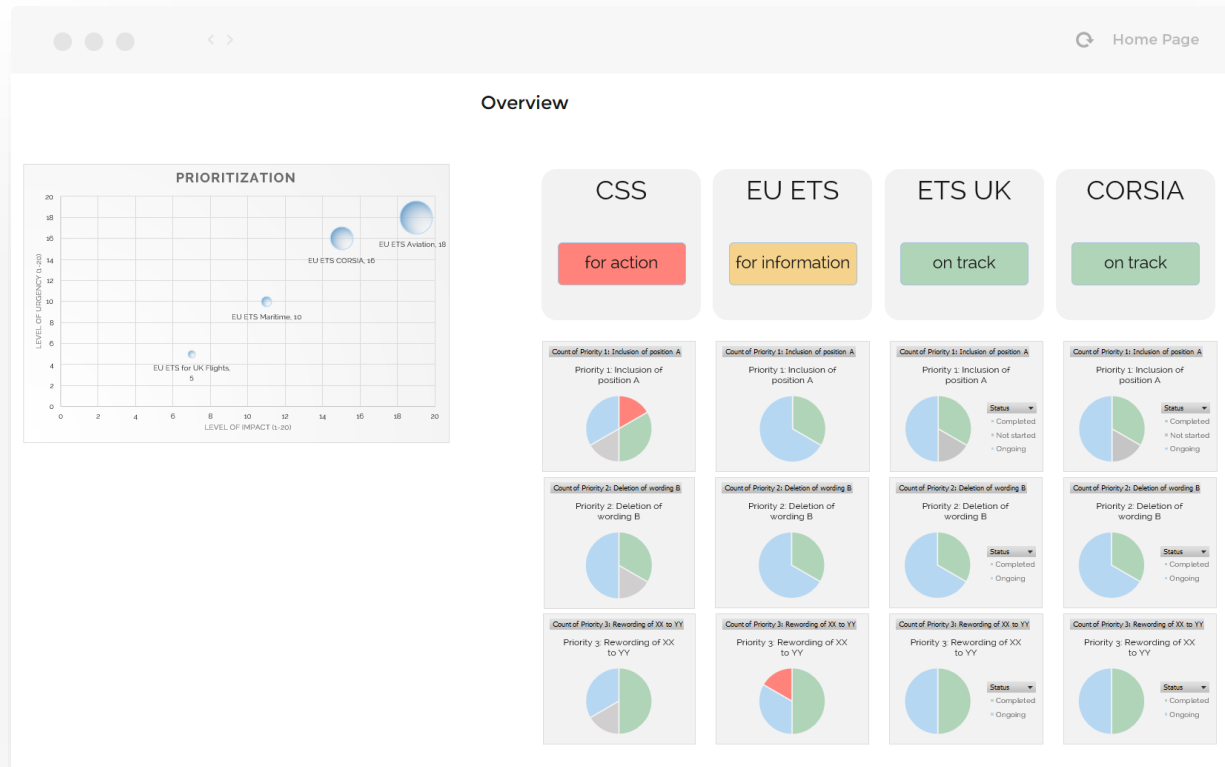 Home Page
Overview
PRIORITIZATION
20
18
16
14
12
10
8
6
4
2
0
LEVEL OF URGENCY (1-20)
EU ETS Aviation, 18
EU ETS CORSIA, 16
EU ETS Maritime, 10
EU ETS for UK Flights,
5
0 2 4 6 8 10 12 14 16 18 20
LEVEL OF IMPACT (1-20)
CSS
for action
EU ETS
for information
ETS UK
on track
CORSIA
on track
Count of Priority 1: Inclusion of position A
Priority 1: Inclusion of
position A
Count of Priority 1: Inclusion of position A
Priority 1: Inclusion of
position A
Count of Priority 1: Inclusion of position A
Priority 1: Inclusion of
position A
Status
Completed
Not started
Ongoing
Count of Priority 1: Inclusion of position A
Priority 1: Inclusion of
position A
Status
Completed
Not started
Ongoing
Count of Priority 2: Deletion of wording B
Priority 2: Deletion of
wording B
Count of Priority 2: Deletion of wording B
Priority 2: Deletion of
wording B
Count of Priority 2: Deletion of wording B
Priority 2: Deletion of
wording B
Status
Completed
Ongoing
Count of Priority 2: Deletion of wording B
Priority 2: Deletion of
wording B
Status
Completed
Ongoing
Count of Priority 3: Rewording of XX to YY
Priority 3: Rewording of XX
to YY
Count of Priority 3: Rewording of XX to YY
Priority 3: Rewording of XX
to YY
Count of Priority 3: Rewording of XX to YY
Priority 3: Rewording of XX
to YY
Status
Completed
Ongoing
Count of Priority 3: Rewording of XX to YY
Priority 3: Rewording of XX
to YY
Status
Completed
Ongoing